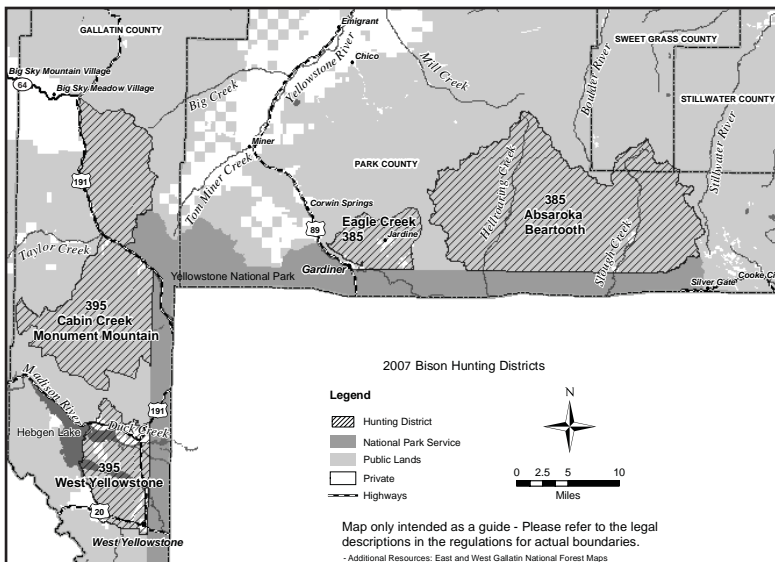 GALLATIN COUNTY
Emigrant
Yellowstone River
Chico
Mill Creek
Boulder River
SWEET GRASS COUNTY
Big Sky Mountain Village
64
Big Sky Meadow Village
Big Creek
STILLWATER COUNTY
Stillwater River
Miner
PARK COUNTY
191
Tom Miner Creek
Corwin Springs
Hellroaring Creek
385
Absaroka
Beartooth
Eagle Creek
385
Jardine
89
Slough Creek
Taylor Creek
Gardiner
Yellowstone National Park
Silver Gate
Cooke Ci
395
Cabin Creek
Monument Mountain
2007 Bison Hunting Districts
Madison River
191
Hebgen Lake
Duck Creek
395
West Yellowstone
20
West Yellowstone
Legend
Hunting District
National Park Service
Public Lands
Private
Highways
N
0 2.5 5 10
Miles
Map only intended as a guide - Please refer to the legal
descriptions in the regulations for actual boundaries.
- Additional Resources: East and West Gallatin National Forest Maps